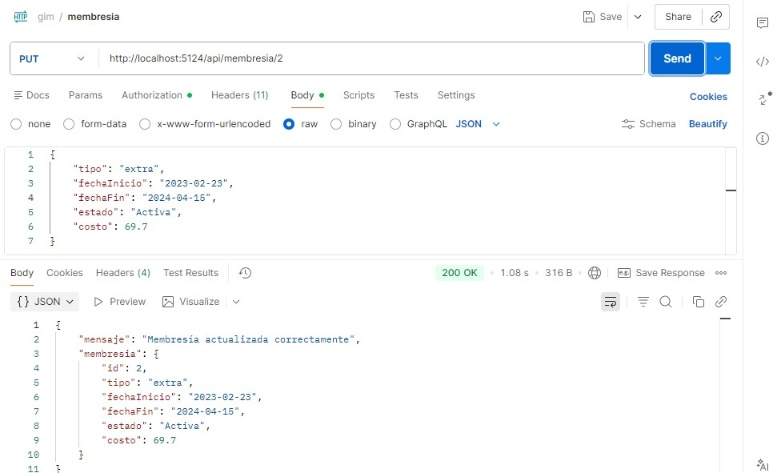 HTTP glm / membresia Save Share
PUT http://localhost:5124/api/membresia/2 Send
Docs Params Authorization Headers (11) Body Scripts Tests Settings Cookies
none form-data x-www-form-urlencoded raw binary GraphQL JSON Schema Beautify
1 {
2 "tipo": "extra",
3 "fechaInicio": "2023-02-23",
4 "fechaFin": "2024-04-15",
5 "estado": "Activa",
6 "costo": 69.7
7 }
Body Cookies Headers (4) Test Results 200 OK • 1.08 s • 316 B Save Response
{} JSON Preview Visualize
1 {
2 "mensaje": "Membresía actualizada correctamente",
3 "membresia": {
4 "id": 2,
5 "tipo": "extra",
6 "fechaInicio": "2023-02-23",
7 "fechaFin": "2024-04-15",
8 "estado": "Activa",
9 "costo": 69.7
10 }
11 }
AI